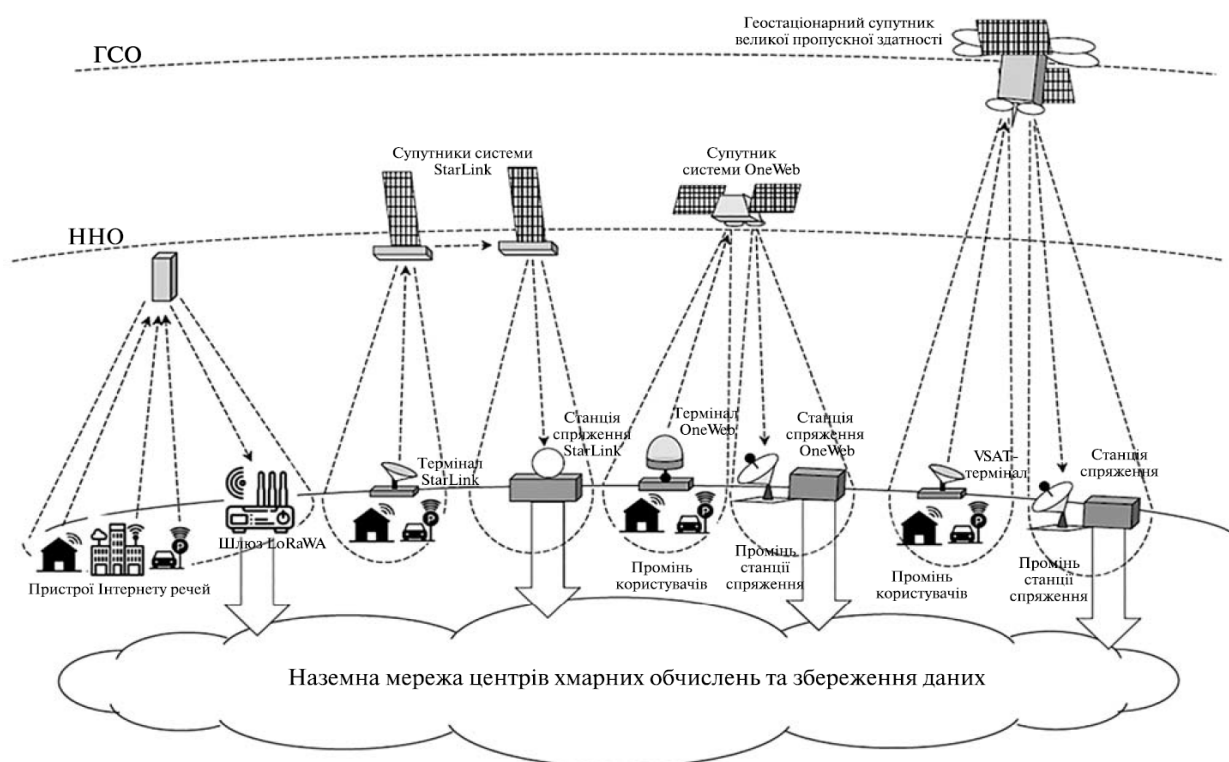 Геостаціонарний супутник
великої пропускної здатності
ГСО
Супутники системи
StarLink
Супутник
системи OneWeb
ННО
Станція
спряження
StarLink
Термінал
OneWeb
Станція
спряження
OneWeb
Термінал
StarLink
VSAT-
термінал
Станція
спряження
P
P
P
P
Шлюз LoRaWA
Пристрої Інтернету речей
Промінь
користувачів
Промінь
станції
спряження
Промінь
користувачів
Промінь
станції
спряження
Наземна мережа центрів хмарних обчислень та збереження даних